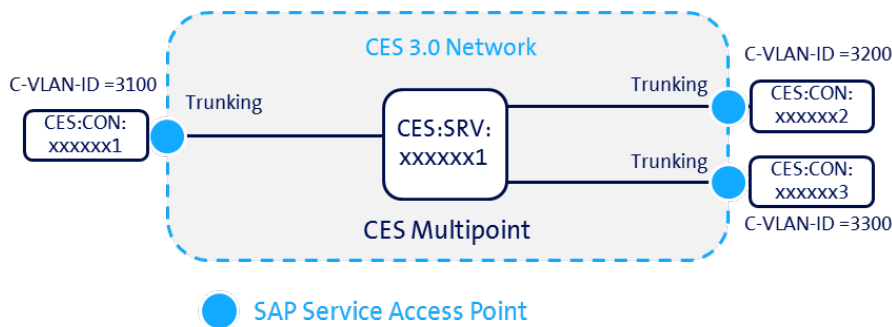 CES 3.0 Network
C-VLAN-ID =3100
Trunking
CES:CON:
xxxxxx1
CES:SRV:
xxxxxx1
Trunking
C-VLAN-ID =3200
CES:CON:
xxxxxx2
Trunking
CES:CON:
xxxxxx3
C-VLAN-ID =3300
CES Multipoint
SAP Service Access Point